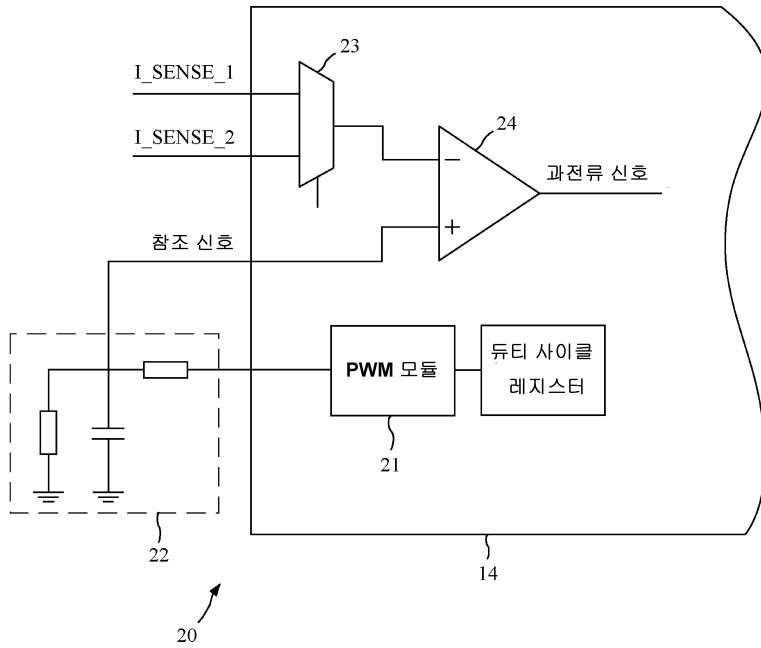 23
I_SENSE_1
24
I_SENSE_2
−
과전류 신호
+
참조 신호
PWM 모듈
듀티 사이클
레지스터
21
22
14
20